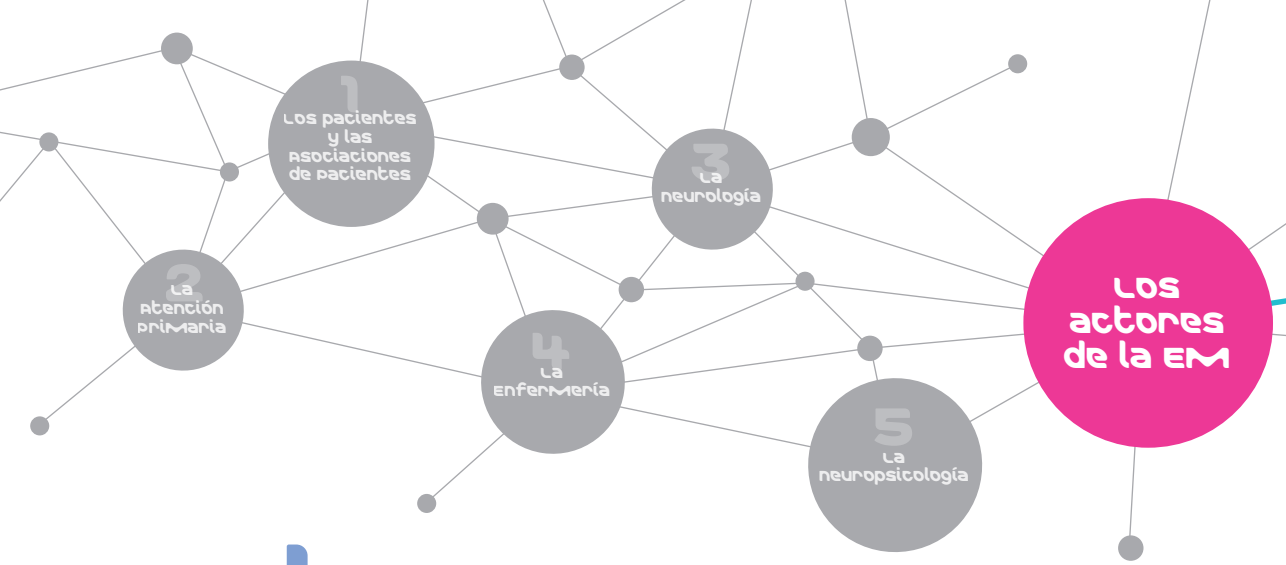 1
Los pacientes
y las
Asociaciones
de pacientes
2
La
Atención
primaria
3
La
neurología
4
La
Enfermería
5
La
neuropsicología
Los
actores
de la EM